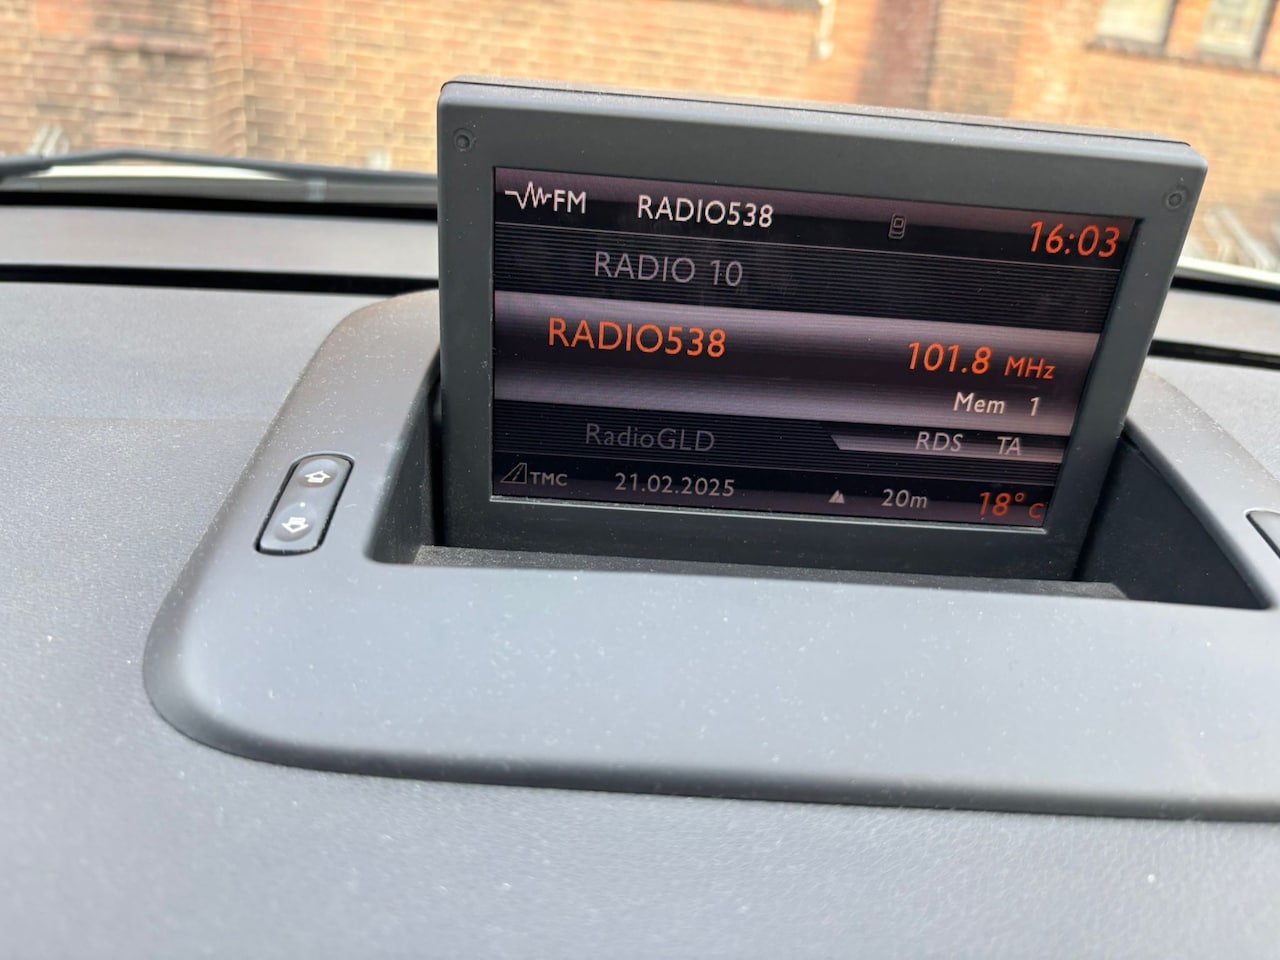 FM RADIO538 16:03
RADIO 10
RADIO538 101.8 MHz
Mem 1
RadioGLD RDS TA
TMC 21.02.2025 20m 18° C